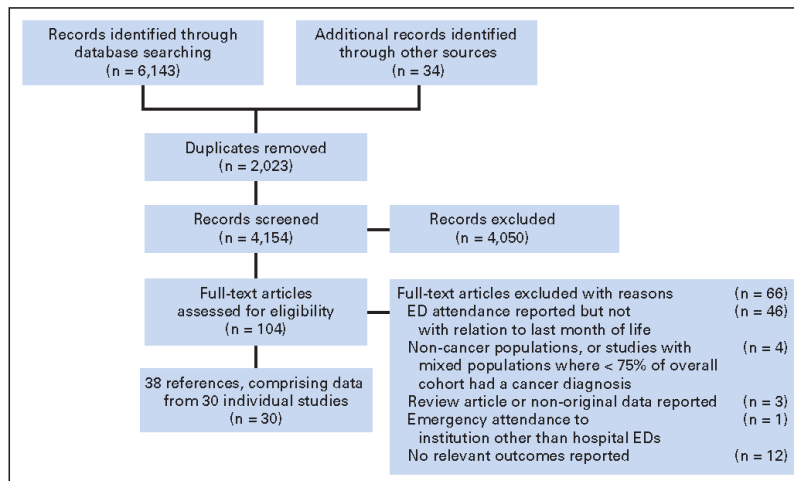 Records identified through
database searching
(n = 6,143)
Additional records identified
through other sources
(n = 34)
Duplicates removed
(n = 2,023)
Records screened
(n = 4,154)
Records excluded
(n = 4,050)
Full-text articles
assessed for eligibility
(n = 104)
Full-text articles excluded with reasons (n = 66)
ED attendance reported but not (n = 46)
with relation to last month of life
Non-cancer populations, or studies with (n = 4)
mixed populations where < 75% of overall
cohort had a cancer diagnosis
Review article or non-original data reported (n = 3)
Emergency attendance to (n = 1)
institution other than hospital EDs
No relevant outcomes reported (n = 12)
38 references, comprising data
from 30 individual studies
(n = 30)